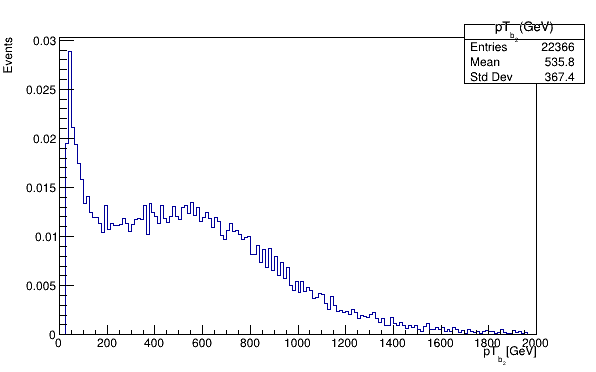 pT_b₂(GeV)
Entries 22366
Mean 535.8
Std Dev 367.4
Events
0.03
0.025
0.02
0.015
0.01
0.005
0
0 200 400 600 800 1000 1200 1400 1600 1800 2000
pT_b₂[GeV]